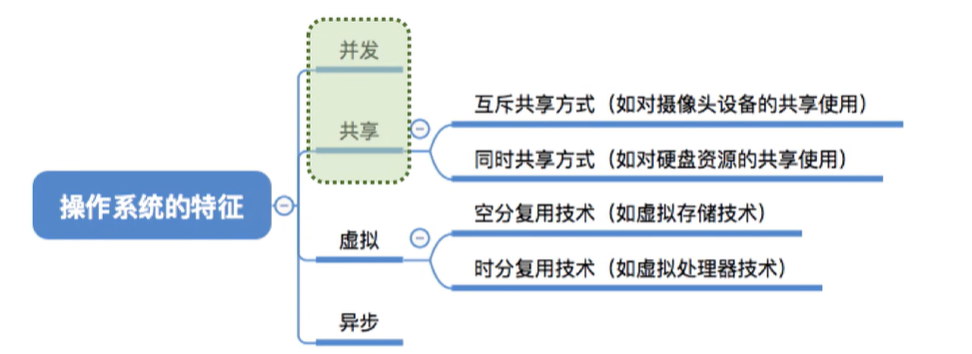 并发
共享
互斥共享方式（如对摄像头设备的共享使用）
同时共享方式（如对硬盘资源的共享使用）
操作系统的特征
虚拟
空分复用技术（如虚拟存储技术）
时分复用技术（如虚拟处理器技术）
异步